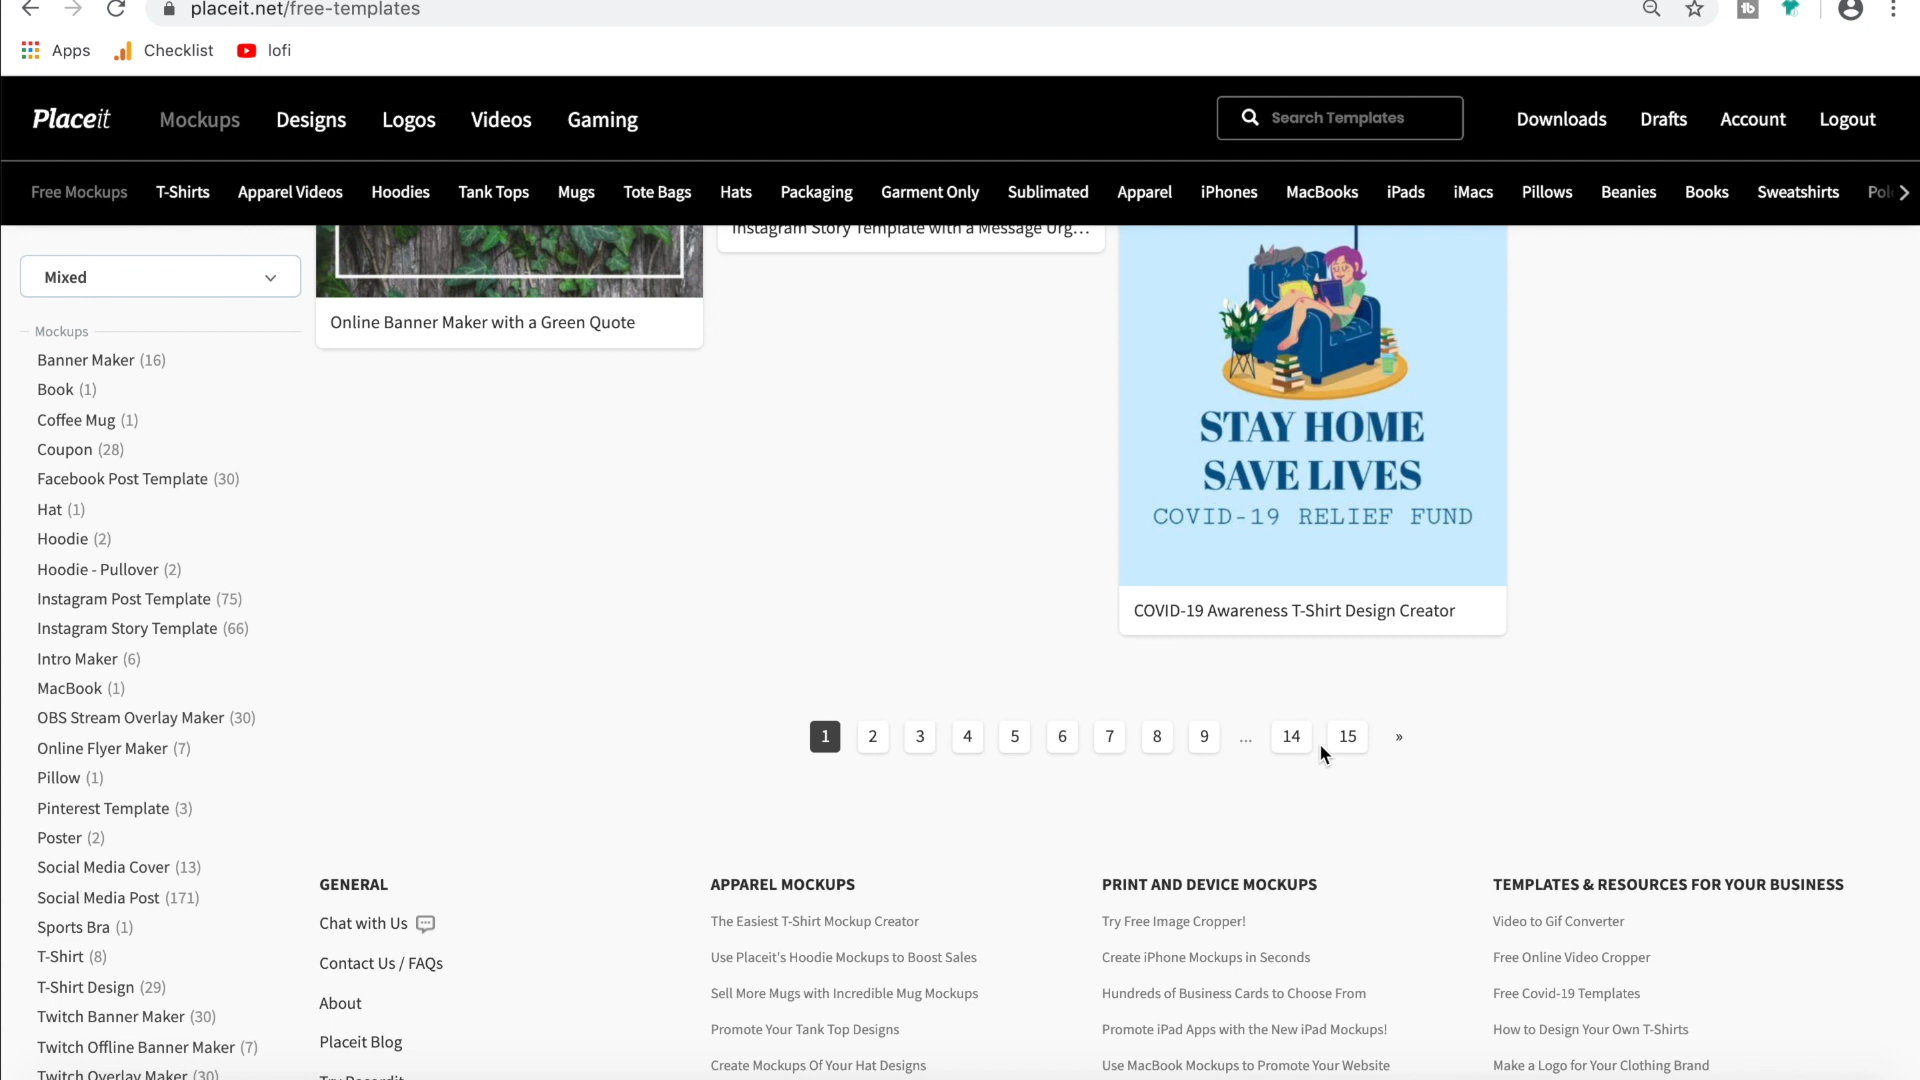 placeit.net/free-templates
Apps
Checklist
lofi
Placeit
Mockups
Designs
Logos
Videos
Gaming
Search Templates
Downloads
Drafts
Account
Logout
Free Mockups
T-Shirts
Apparel Videos
Hoodies
Tank Tops
Mugs
Tote Bags
Hats
Packaging
Garment Only
Sublimated
Apparel
iPhones
MacBooks
iPads
iMacs
Pillows
Beanies
Books
Sweatshirts
Mixed
Mockups
Banner Maker (16)
Book (1)
Coffee Mug (1)
Coupon (28)
Facebook Post Template (30)
Hat (1)
Hoodie (2)
Hoodie - Pullover (2)
Instagram Post Template (75)
Instagram Story Template (66)
Intro Maker (6)
MacBook (1)
OBS Stream Overlay Maker (30)
Online Flyer Maker (7)
Pillow (1)
Pinterest Template (3)
Poster (2)
Social Media Cover (13)
Social Media Post (171)
Sports Bra (1)
T-Shirt (8)
T-Shirt Design (29)
Twitch Banner Maker (30)
Twitch Offline Banner Maker (7)
Twitch Overlay Maker (30)
Online Banner Maker with a Green Quote
Instagram Story Template with a Message Urg...
STAY HOME
SAVE LIVES
COVID-19 RELIEF FUND
COVID-19 Awareness T-Shirt Design Creator
1 2 3 4 5 6 7 8 9 ... 14 15 »
GENERAL
Chat with Us
Contact Us / FAQs
About
Placeit Blog
Try Recordit
APPAREL MOCKUPS
The Easiest T-Shirt Mockup Creator
Use Placeit's Hoodie Mockups to Boost Sales
Sell More Mugs with Incredible Mug Mockups
Promote Your Tank Top Designs
Create Mockups Of Your Hat Designs
PRINT AND DEVICE MOCKUPS
Try Free Image Cropper!
Create iPhone Mockups in Seconds
Hundreds of Business Cards to Choose From
Promote iPad Apps with the New iPad Mockups!
Use MacBook Mockups to Promote Your Website
TEMPLATES & RESOURCES FOR YOUR BUSINESS
Video to Gif Converter
Free Online Video Cropper
Free Covid-19 Templates
How to Design Your Own T-Shirts
Make a Logo for Your Clothing Brand